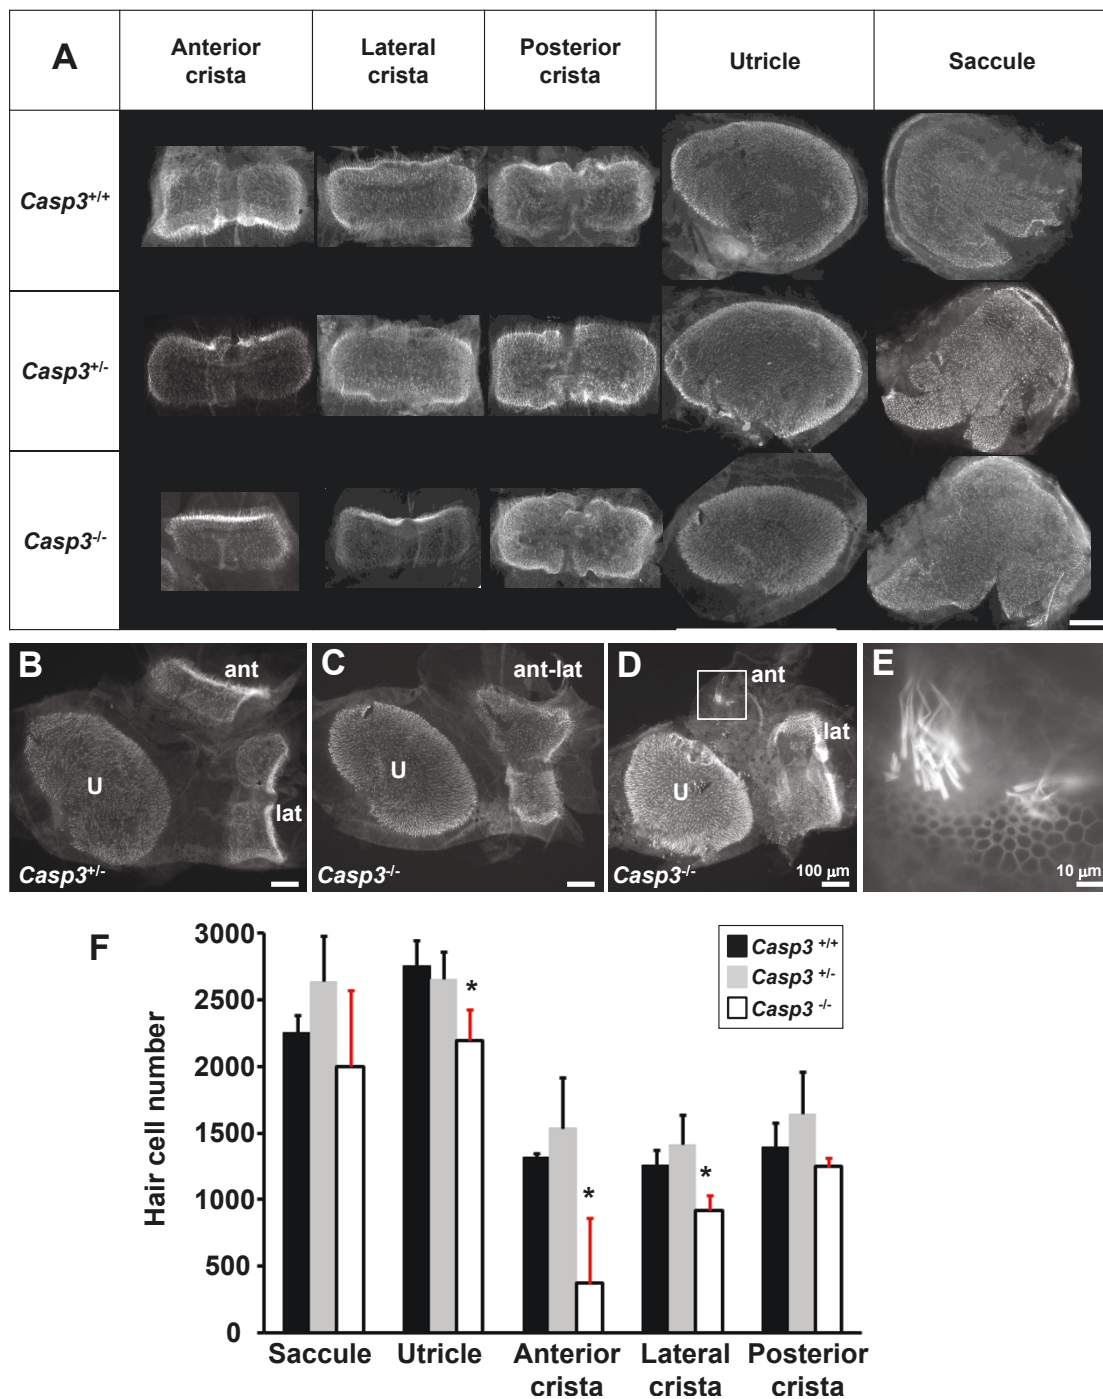 A
Anterior
crista
Lateral
crista
Posterior
crista
Utricle
Saccule
Casp3+/+
Casp3+/-
Casp3-/-
B
ant
U
lat
Casp3+/-
C
ant-lat
U
Casp3-/-
D
ant
lat
U
Casp3-/-
100 μm
E
10 μm
F
Hair cell number
3000
2500
2000
1500
1000
500
0
Casp3 +/+
Casp3 +/-
Casp3 -/-
*
*
*
Saccule
Utricle
Anterior
crista
Lateral
crista
Posterior
crista